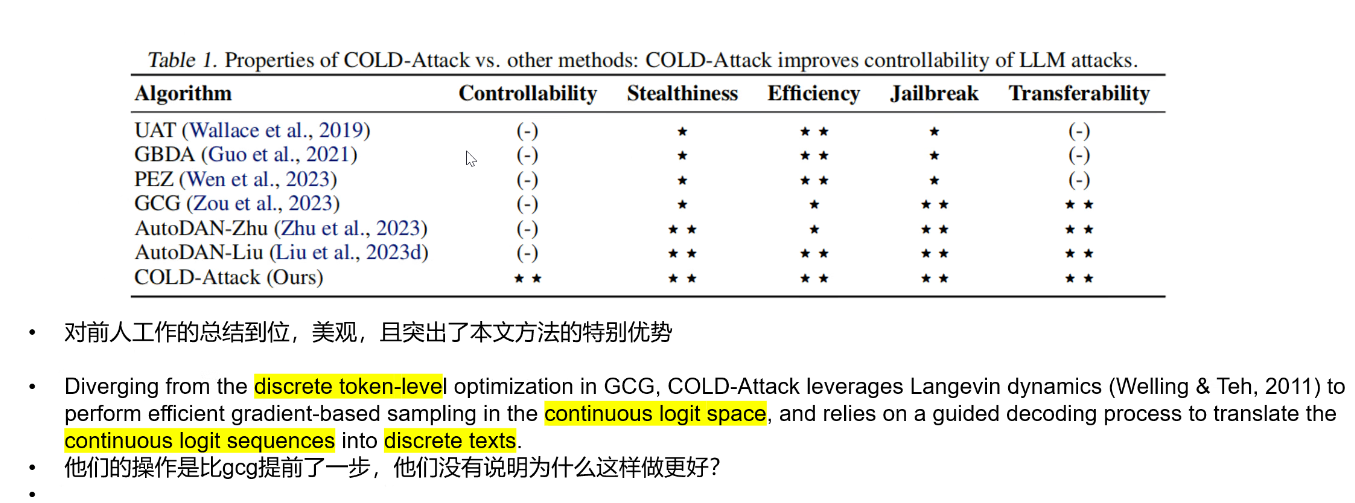 Table 1. Properties of COLD-Attack vs. other methods: COLD-Attack improves controllability of LLM attacks.
Algorithm Controllability Stealthiness Efficiency Jailbreak Transferability
UAT (Wallace et al., 2019) (-) ★ ★★ ★ (-)
GBDA (Guo et al., 2021) (-) ★ ★★ ★ (-)
PEZ (Wen et al., 2023) (-) ★ ★★ ★ (-)
GCG (Zou et al., 2023) (-) ★ ★ ★★ ★★
AutoDAN-Zhu (Zhu et al., 2023) (-) ★★ ★ ★★ ★★
AutoDAN-Liu (Liu et al., 2023d) (-) ★★ ★★ ★★ ★★
COLD-Attack (Ours) ★★ ★★ ★★ ★★ ★★
• 对前人工作的总结到位，美观，且突出了本文方法的特别优势
• Diverging from the discrete token-level optimization in GCG, COLD-Attack leverages Langevin dynamics (Welling & Teh, 2011) to
perform efficient gradient-based sampling in the continuous logit space, and relies on a guided decoding process to translate the
continuous logit sequences into discrete texts.
• 他们的操作是比gcg提前了一步，他们没有说明为什么这样做更好？
•